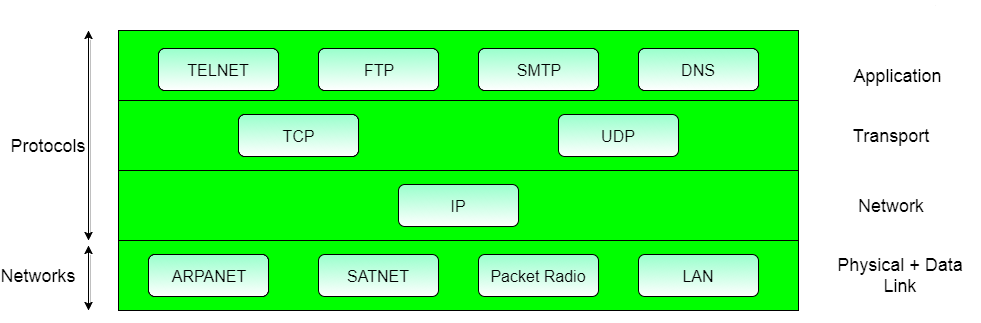 TELNET FTP SMTP DNS Application
TCP UDP Transport
Protocols
IP Network
Networks ARPANET SATNET Packet Radio LAN Physical + Data
Link